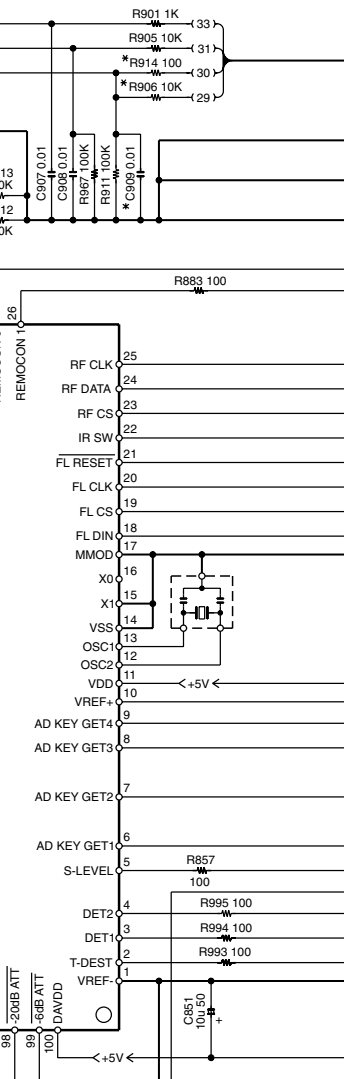 R901 1K
33
R905 10K
31
* R914 100
30
* R906 10K
29
C907 0.01
C908 0.01
R967 100K
R911 100K
* C909 0.01
13
0K
12
0K
R883 100
26
REMOCON 1
RF CLK 25
RF DATA 24
RF CS 23
IR SW 22
FL RESET 21
FL CLK 20
FL CS 19
FL DIN 18
MMOD 17
X0 16
X1 15
VSS 14
OSC1 13
OSC2 12
VDD 11
+5V
VREF+ 10
AD KEY GET4 9
AD KEY GET3 8
AD KEY GET2 7
AD KEY GET1 6
S-LEVEL 5
R857
100
DET2 4
R995 100
DET1 3
R994 100
T-DEST 2
R993 100
VREF- 1
-20dB ATT
-6dB ATT
DAVDD
98
99
100
C851
10u 50
+
+5V